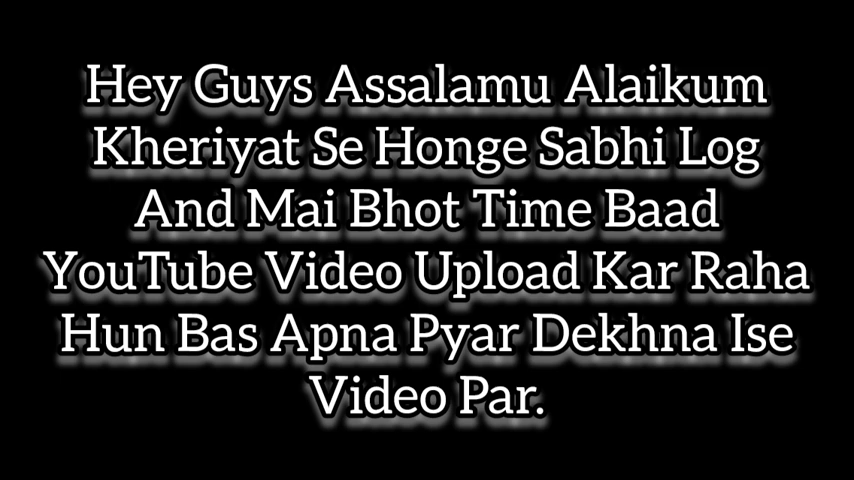 Hey Guys Assalamu Alaikum
Kheriyat Se Honge Sabhi Log
And Mai Bhot Time Baad
YouTube Video Upload Kar Raha
Hun Bas Apna Pyar Dekhna Ise
Video Par.